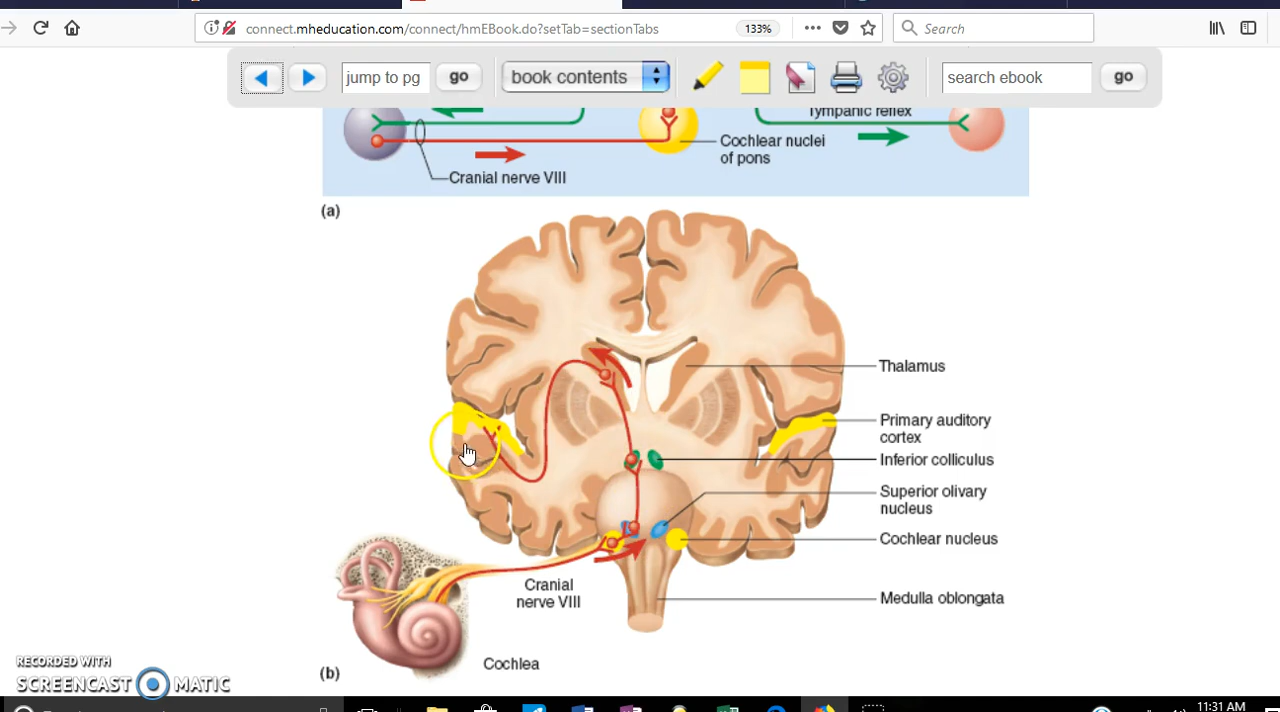 connect.mheducation.com/connect/hmEBook.do?setTab=sectionTabs
133%
Search
jump to pg
go
book contents
search ebook
go
Tympanic reflex
Cochlear nuclei
of pons
Cranial nerve VIII
(a)
Thalamus
Primary auditory
cortex
Inferior colliculus
Superior olivary
nucleus
Cochlear nucleus
Cranial
nerve VIII
Medulla oblongata
Cochlea
(b)
RECORDED WITH
SCREENCAST MATIC
11:31 AM